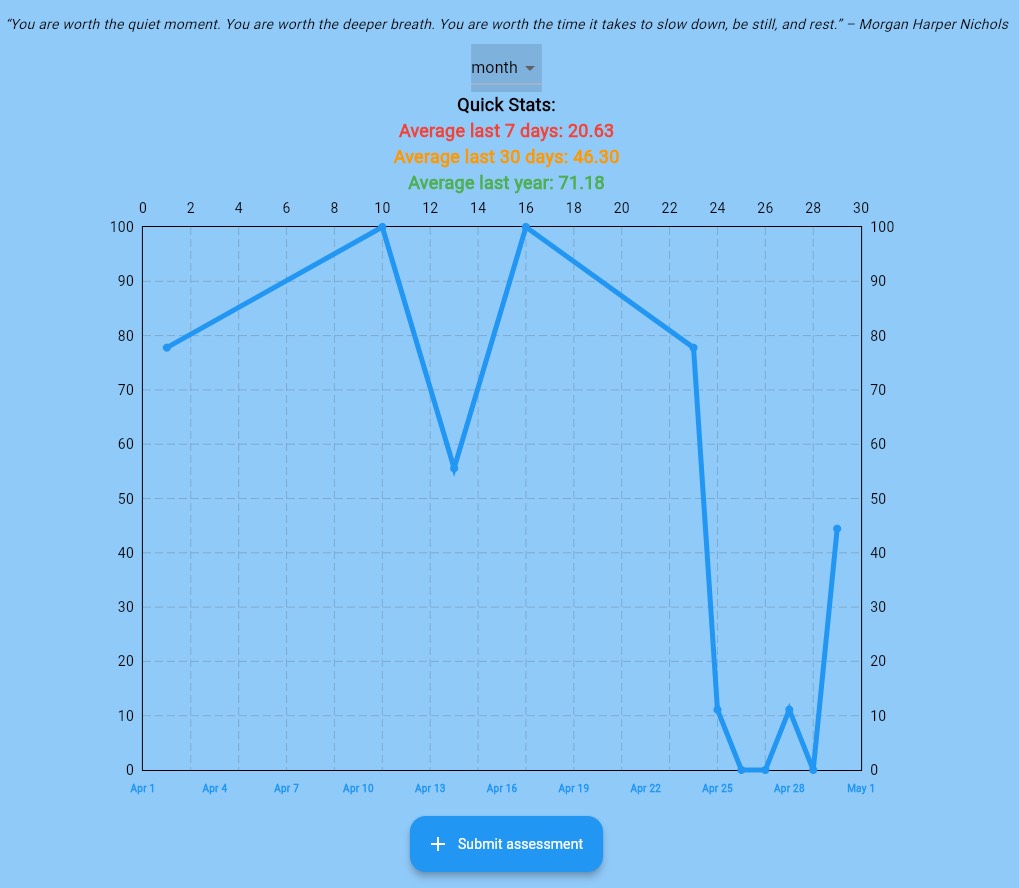 “You are worth the quiet moment. You are worth the deeper breath. You are worth the time it takes to slow down, be still, and rest.” – Morgan Harper Nichols
month
Quick Stats:
Average last 7 days: 20.63
Average last 30 days: 46.30
Average last year: 71.18
0 2 4 6 8 10 12 14 16 18 20 22 24 26 28 30
100 100
90 90
80 80
70 70
60 60
50 50
40 40
30 30
20 20
10 10
0 0
Apr 1 Apr 4 Apr 7 Apr 10 Apr 13 Apr 16 Apr 19 Apr 22 Apr 25 Apr 28 May 1
+ Submit assessment